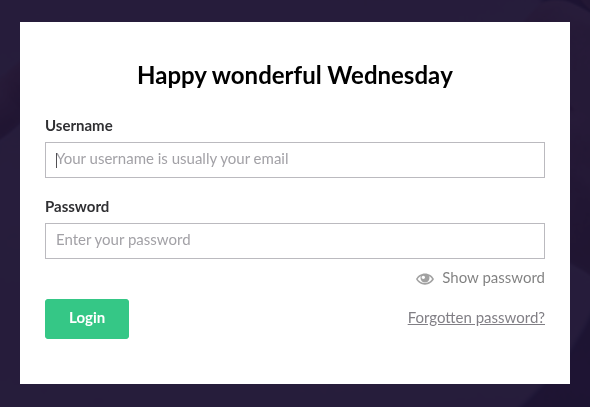 Happy wonderful Wednesday
Username
Your username is usually your email
Password
Enter your password
Show password
Login
Forgotten password?